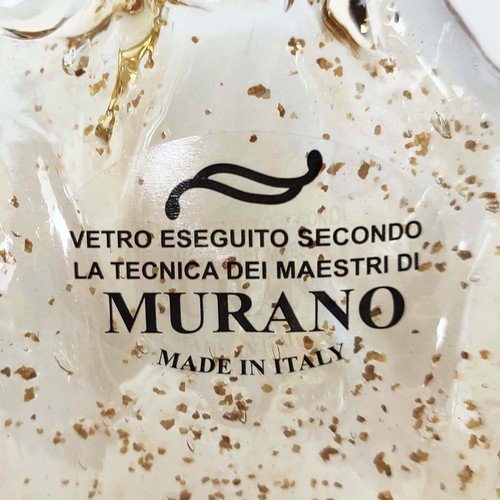 VETRO ESEGUITO SECONDO
LA TECNICA DEI MAESTRI DI
MURANO
MADE IN ITALY